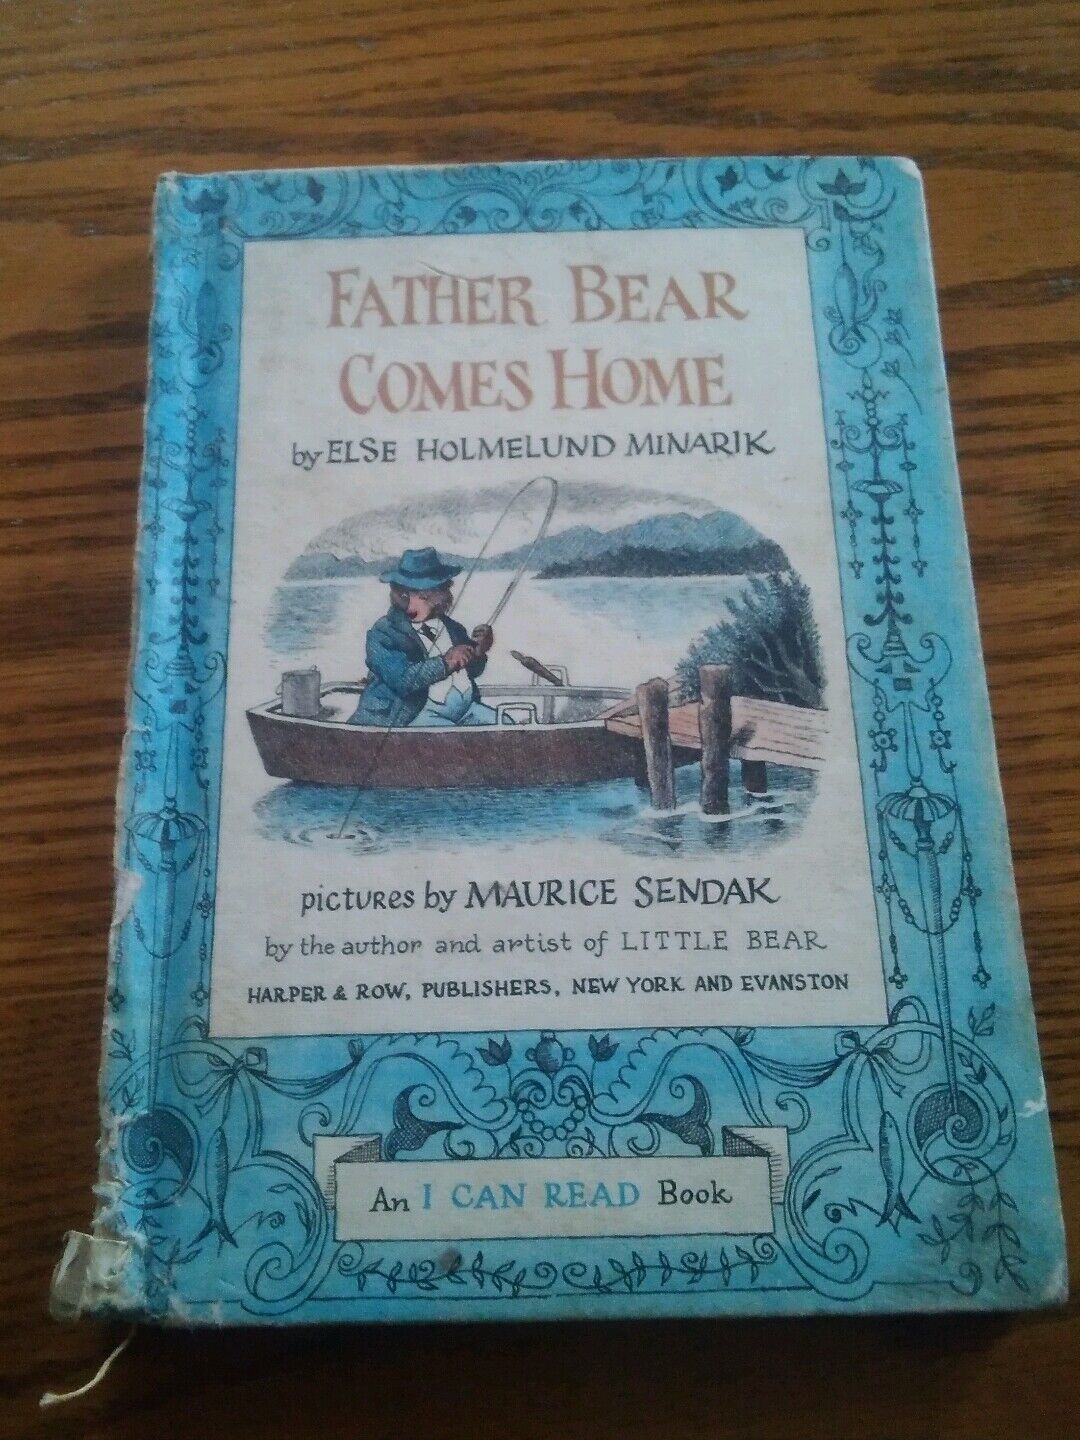 FATHER BEAR
COMES HOME
by ELSE HOLMELUND MINARIK
pictures by MAURICE SENDAK
by the author and artist of LITTLE BEAR
HARPER & ROW, PUBLISHERS, NEW YORK AND EVANSTON
An I CAN READ Book